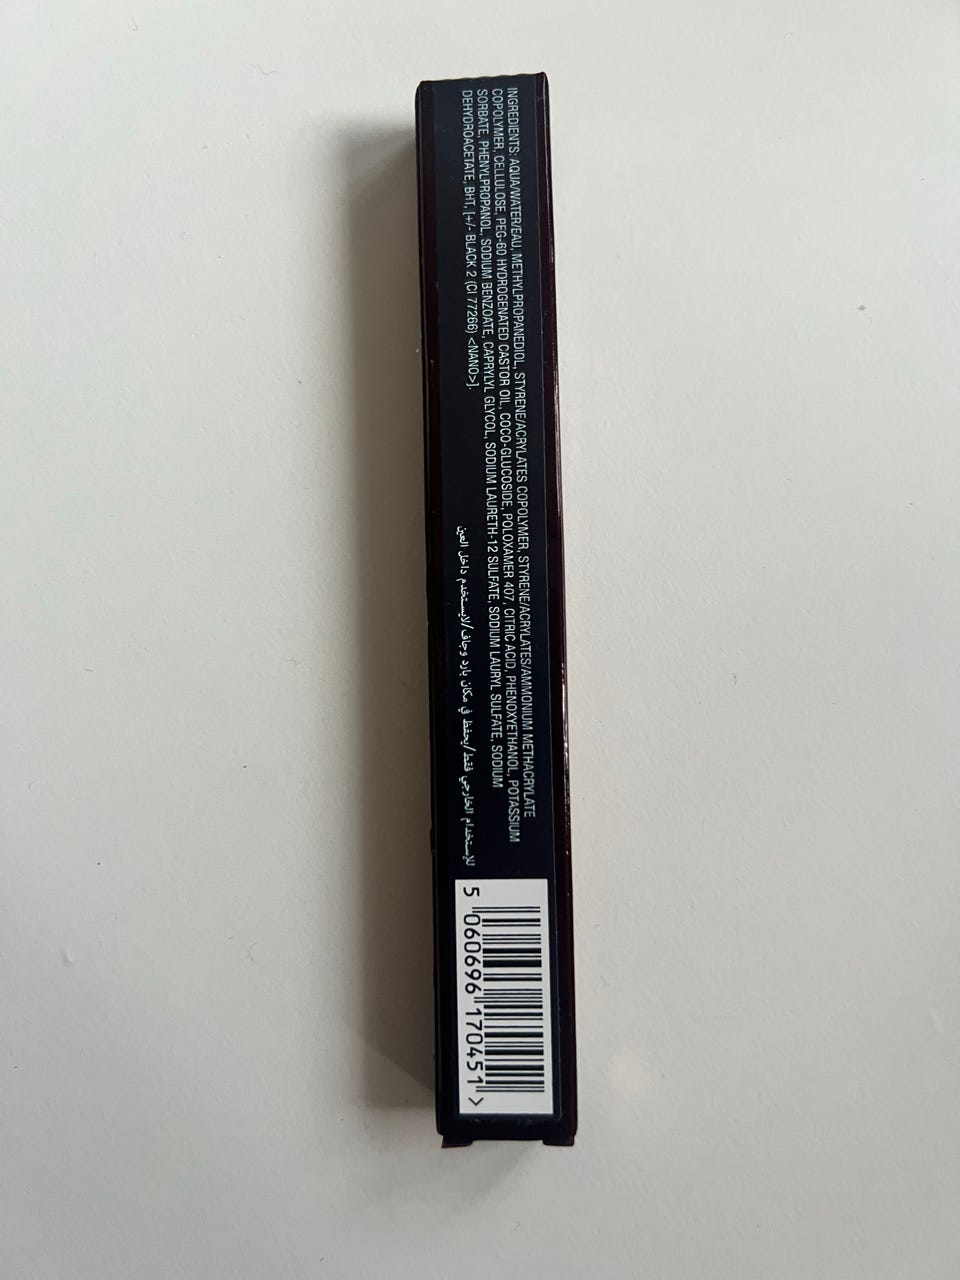 INGREDIENTS: AQUA/WATER/EAU, METHYLPROPANEDIOL, STYRENE/ACRYLATES COPOLYMER, STYRENE/ACRYLATES/AMMONIUM METHACRYLATE
COPOLYMER, CELLULOSE, PEG-60 HYDROGENATED CASTOR OIL, COCO-GLUCOSIDE, POLOXAMER 407, CITRIC ACID, PHENOXYETHANOL, POTASSIUM
SORBATE, PHENYLPROPANOL, SODIUM BENZOATE, CAPRYLYL GLYCOL, SODIUM LAURETH-12 SULFATE, SODIUM LAURYL SULFATE, SODIUM
DEHYDROACETATE, BHT, [+/- BLACK 2 (CI 77266) <NANO>].
للإستخدام الخارجي فقط/يحفظ في مكان بارد وجاف/لايستخدم داخل العين
5 060696 170451 >